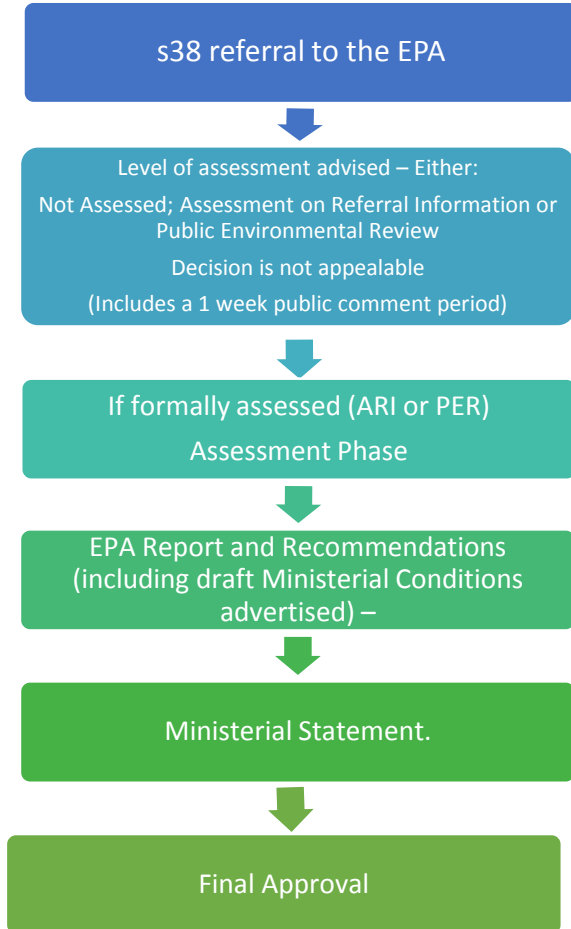 s38 referral to the EPA
Level of assessment advised – Either:
Not Assessed; Assessment on Referral Information or
Public Environmental Review
Decision is not appealable
(Includes a 1 week public comment period)
If formally assessed (ARI or PER)
Assessment Phase
EPA Report and Recommendations
(including draft Ministerial Conditions
advertised) –
Ministerial Statement.
Final Approval